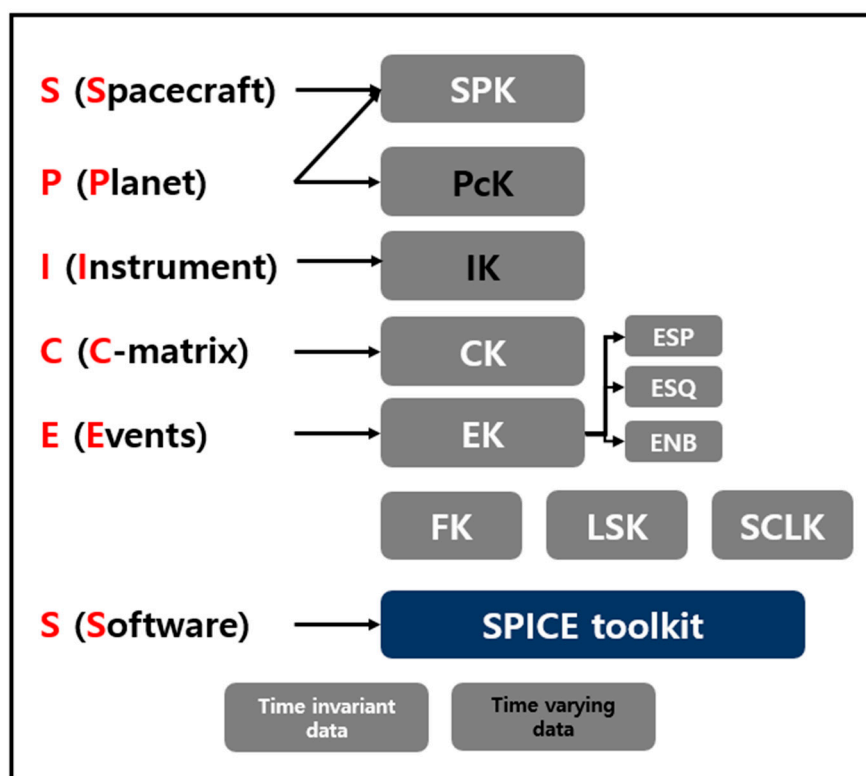 S (Spacecraft)
SPK
P (Planet)
PcK
I (Instrument)
IK
C (C-matrix)
CK
ESP
ESQ
E (Events)
EK
ENB
FK
LSK
SCLK
S (Software)
SPICE toolkit
Time invariant
data
Time varying
data